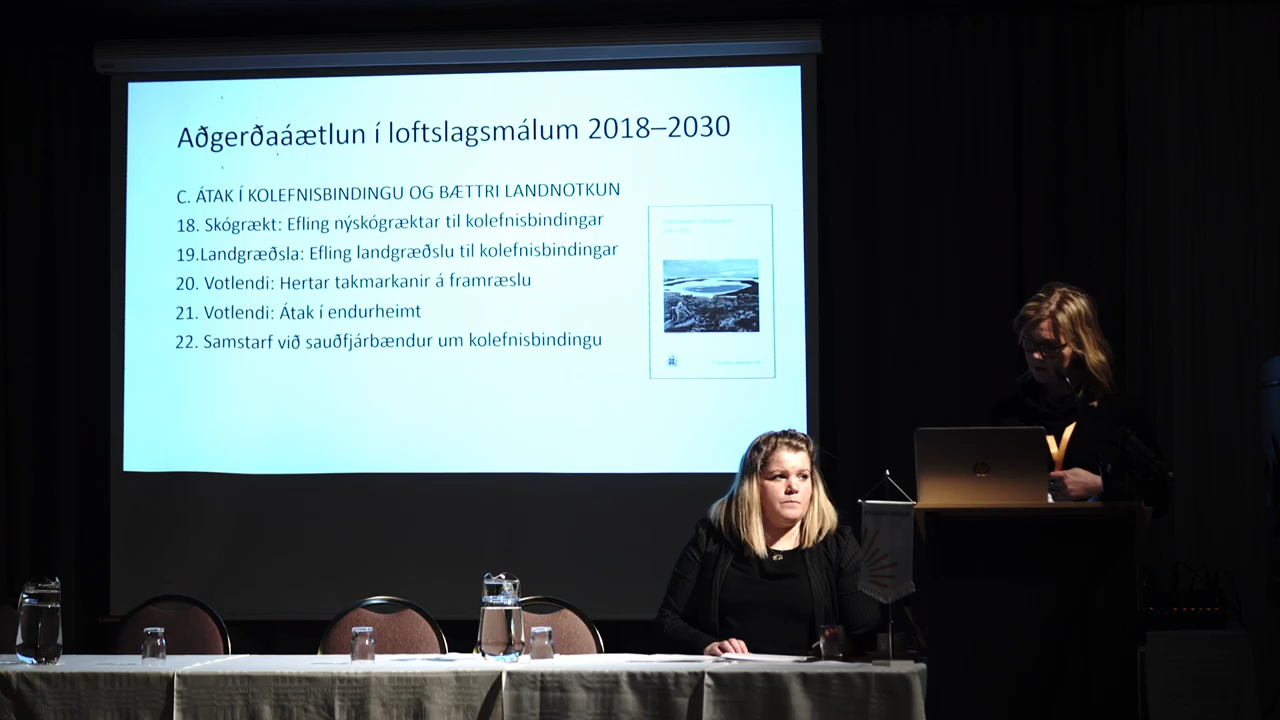 Aðgerðaáætlun í loftslagsmálum 2018–2030
C. ÁTAK Í KOLEFNISBINDINGU OG BÆTTRI LANDNOTKUN
18. Skógrækt: Efling nýskógræktar til kolefnisbindingar
19.Landgræðsla: Efling landgræðslu til kolefnisbindingar
20. Votlendi: Hertar takmarkanir á framræslu
21. Votlendi: Átak í endurheimt
22. Samstarf við sauðfjárbændur um kolefnisbindingu
hp